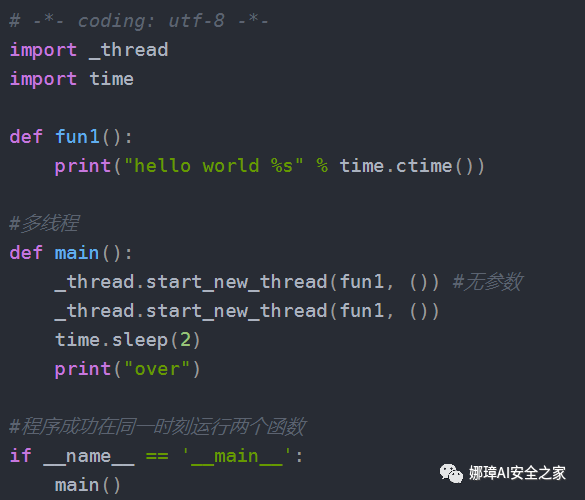 # -*- coding: utf-8 -*-
import _thread
import time
def fun1():
    print("hello world %s" % time.ctime())
#多线程
def main():
    _thread.start_new_thread(fun1, ()) #无参数
    _thread.start_new_thread(fun1, ())
    time.sleep(2)
    print("over")
#程序成功在同一时刻运行两个函数
if __name__ == '__main__':
    main()
娜璋AI安全之家